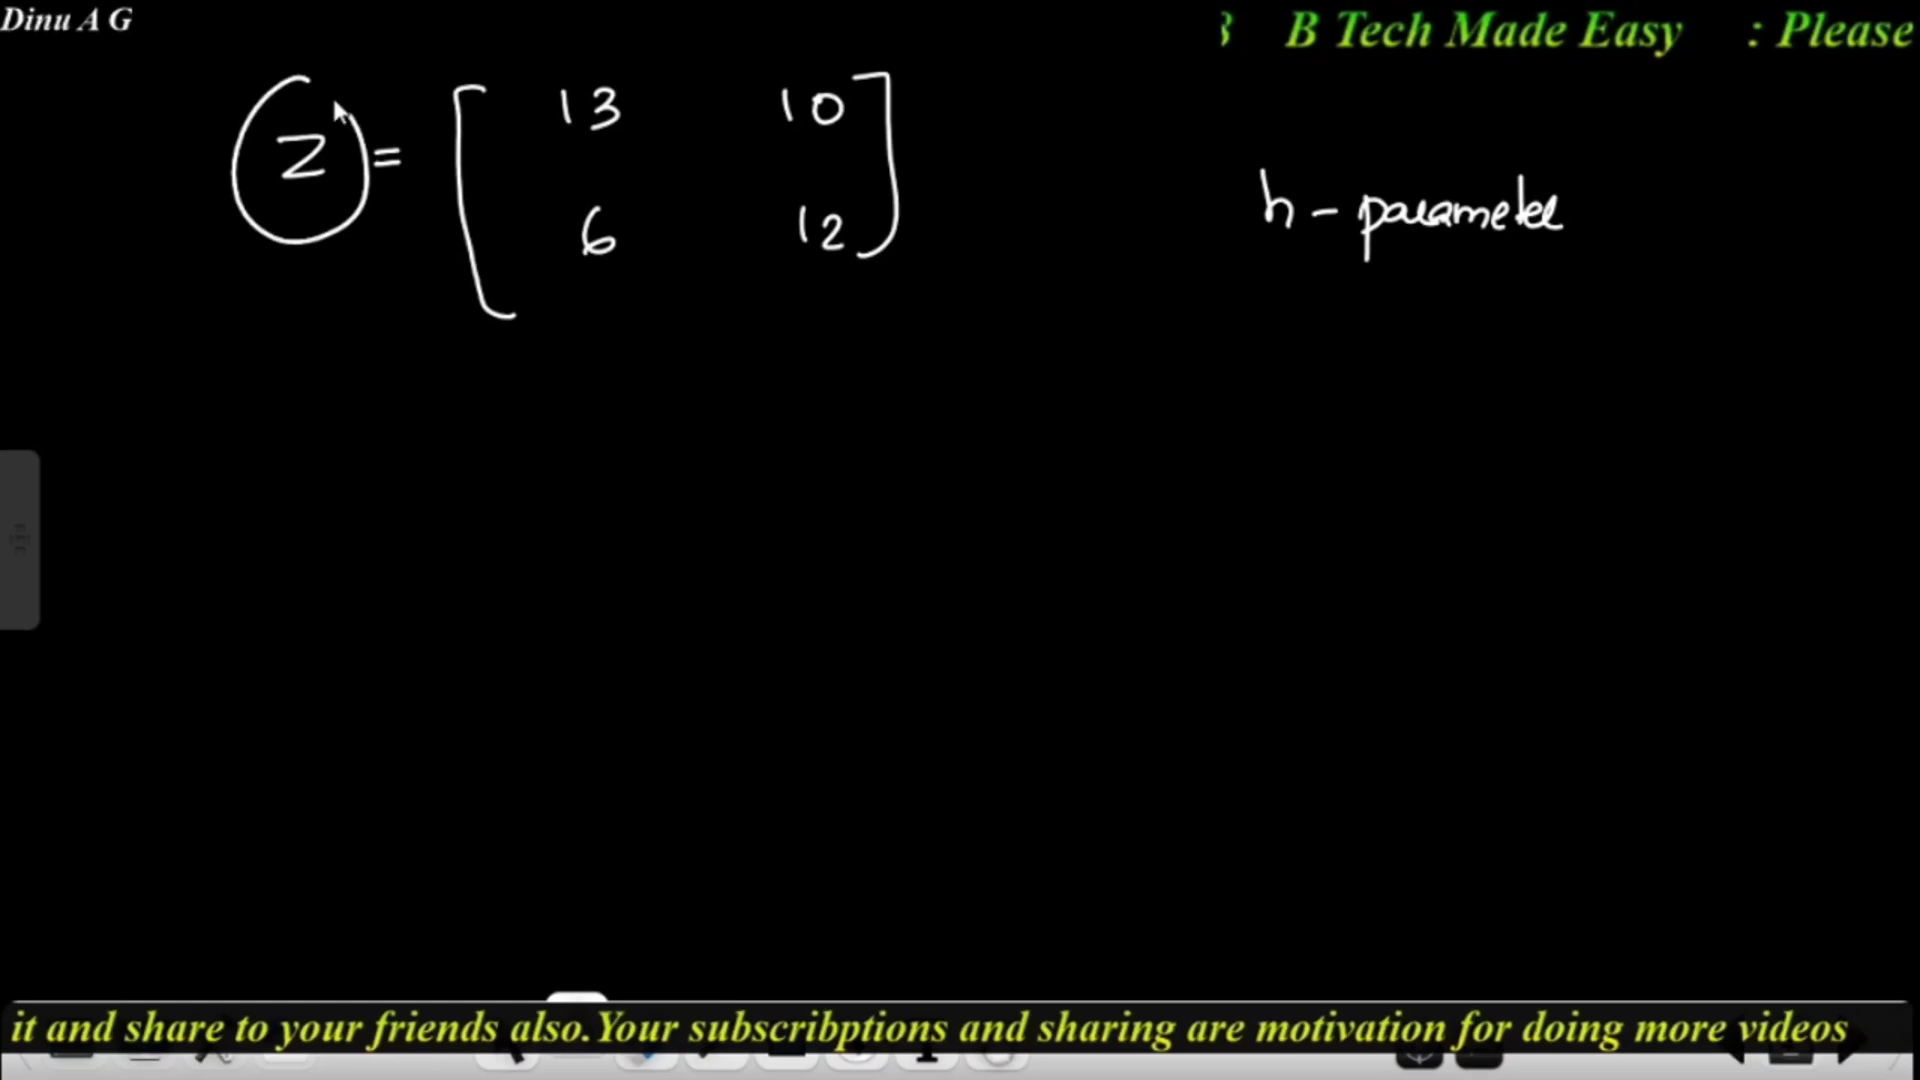 Dinu A G
B Tech Made Easy : Please
Z = [ 13 10
6 12 ]
h - parameter
it and share to your friends also.Your subscribptions and sharing are motivation for doing more videos